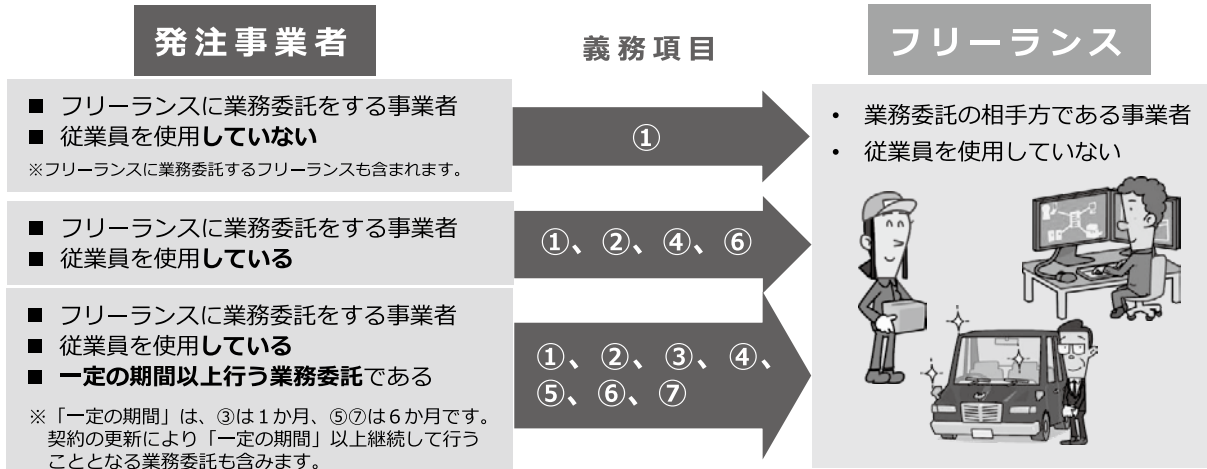 発注事業者
義務項目
フリーランス
■ フリーランスに業務委託をする事業者
■ 従業員を使用していない
※フリーランスに業務委託するフリーランスも含まれます。
①
■ フリーランスに業務委託をする事業者
■ 従業員を使用している
①、②、④、⑥
■ フリーランスに業務委託をする事業者
■ 従業員を使用している
■ 一定の期間以上行う業務委託である
※「一定の期間」は、③は１か月、⑤⑦は６か月です。
契約の更新により「一定の期間」以上継続して行う
こととなる業務委託も含みます。
①、②、③、④、
⑤、⑥、⑦
• 業務委託の相手方である事業者
• 従業員を使用していない